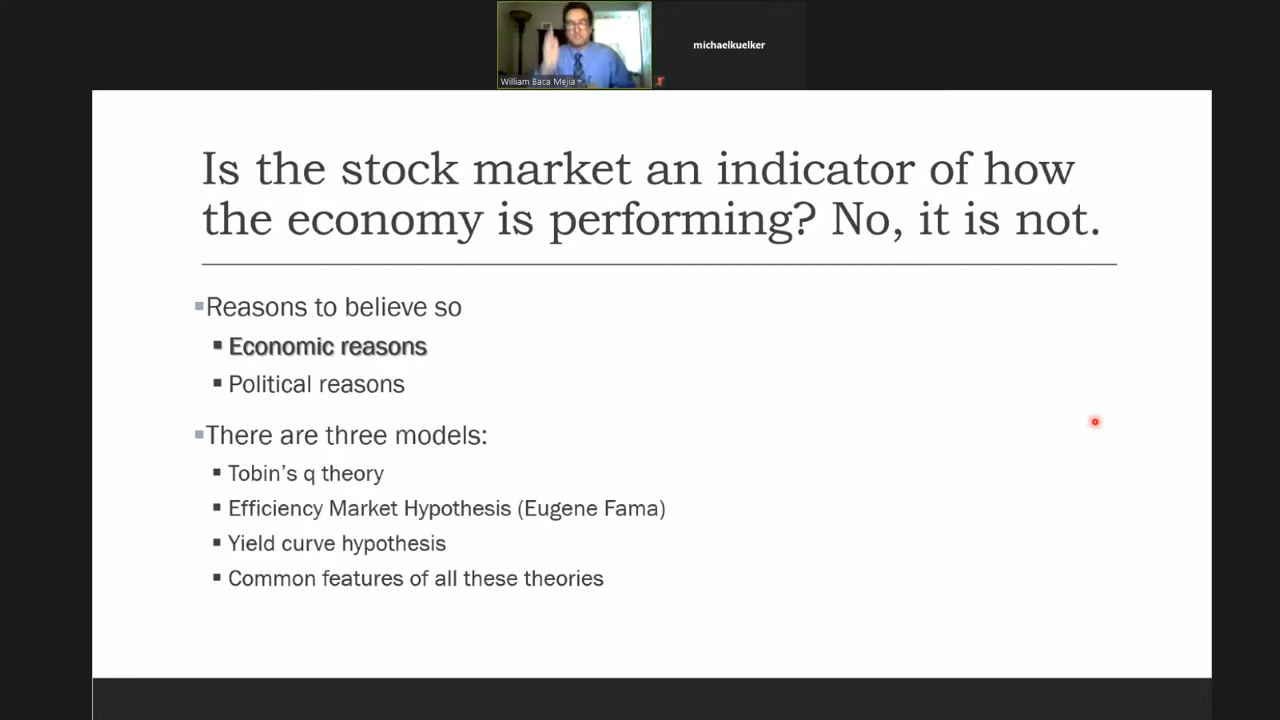 William Baca Mejia
michaelkuelker
Is the stock market an indicator of how
the economy is performing? No, it is not.
Reasons to believe so
Economic reasons
Political reasons
There are three models:
Tobin's q theory
Efficiency Market Hypothesis (Eugene Fama)
Yield curve hypothesis
Common features of all these theories